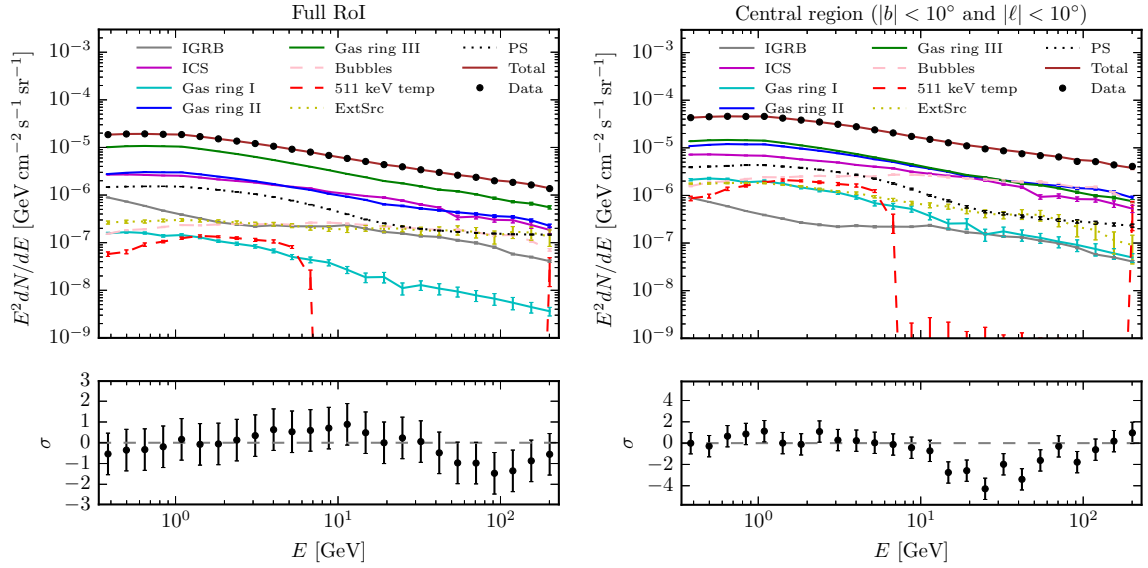 Full RoI
E²dN/dE [GeV cm⁻² s⁻¹ sr⁻¹]
10⁻³
10⁻⁴
10⁻⁵
10⁻⁶
10⁻⁷
10⁻⁸
10⁻⁹
IGRB
ICS
Gas ring I
Gas ring II
Gas ring III
Bubbles
511 keV temp
ExtSrc
PS
Total
Data
σ
3
2
1
0
−1
−2
−3
10⁰
10¹
10²
E [GeV]
Central region (|b| < 10° and |ℓ| < 10°)
E²dN/dE [GeV cm⁻² s⁻¹ sr⁻¹]
10⁻³
10⁻⁴
10⁻⁵
10⁻⁶
10⁻⁷
10⁻⁸
10⁻⁹
IGRB
ICS
Gas ring I
Gas ring II
Gas ring III
Bubbles
511 keV temp
ExtSrc
PS
Total
Data
σ
4
2
0
−2
−4
10⁰
10¹
10²
E [GeV]